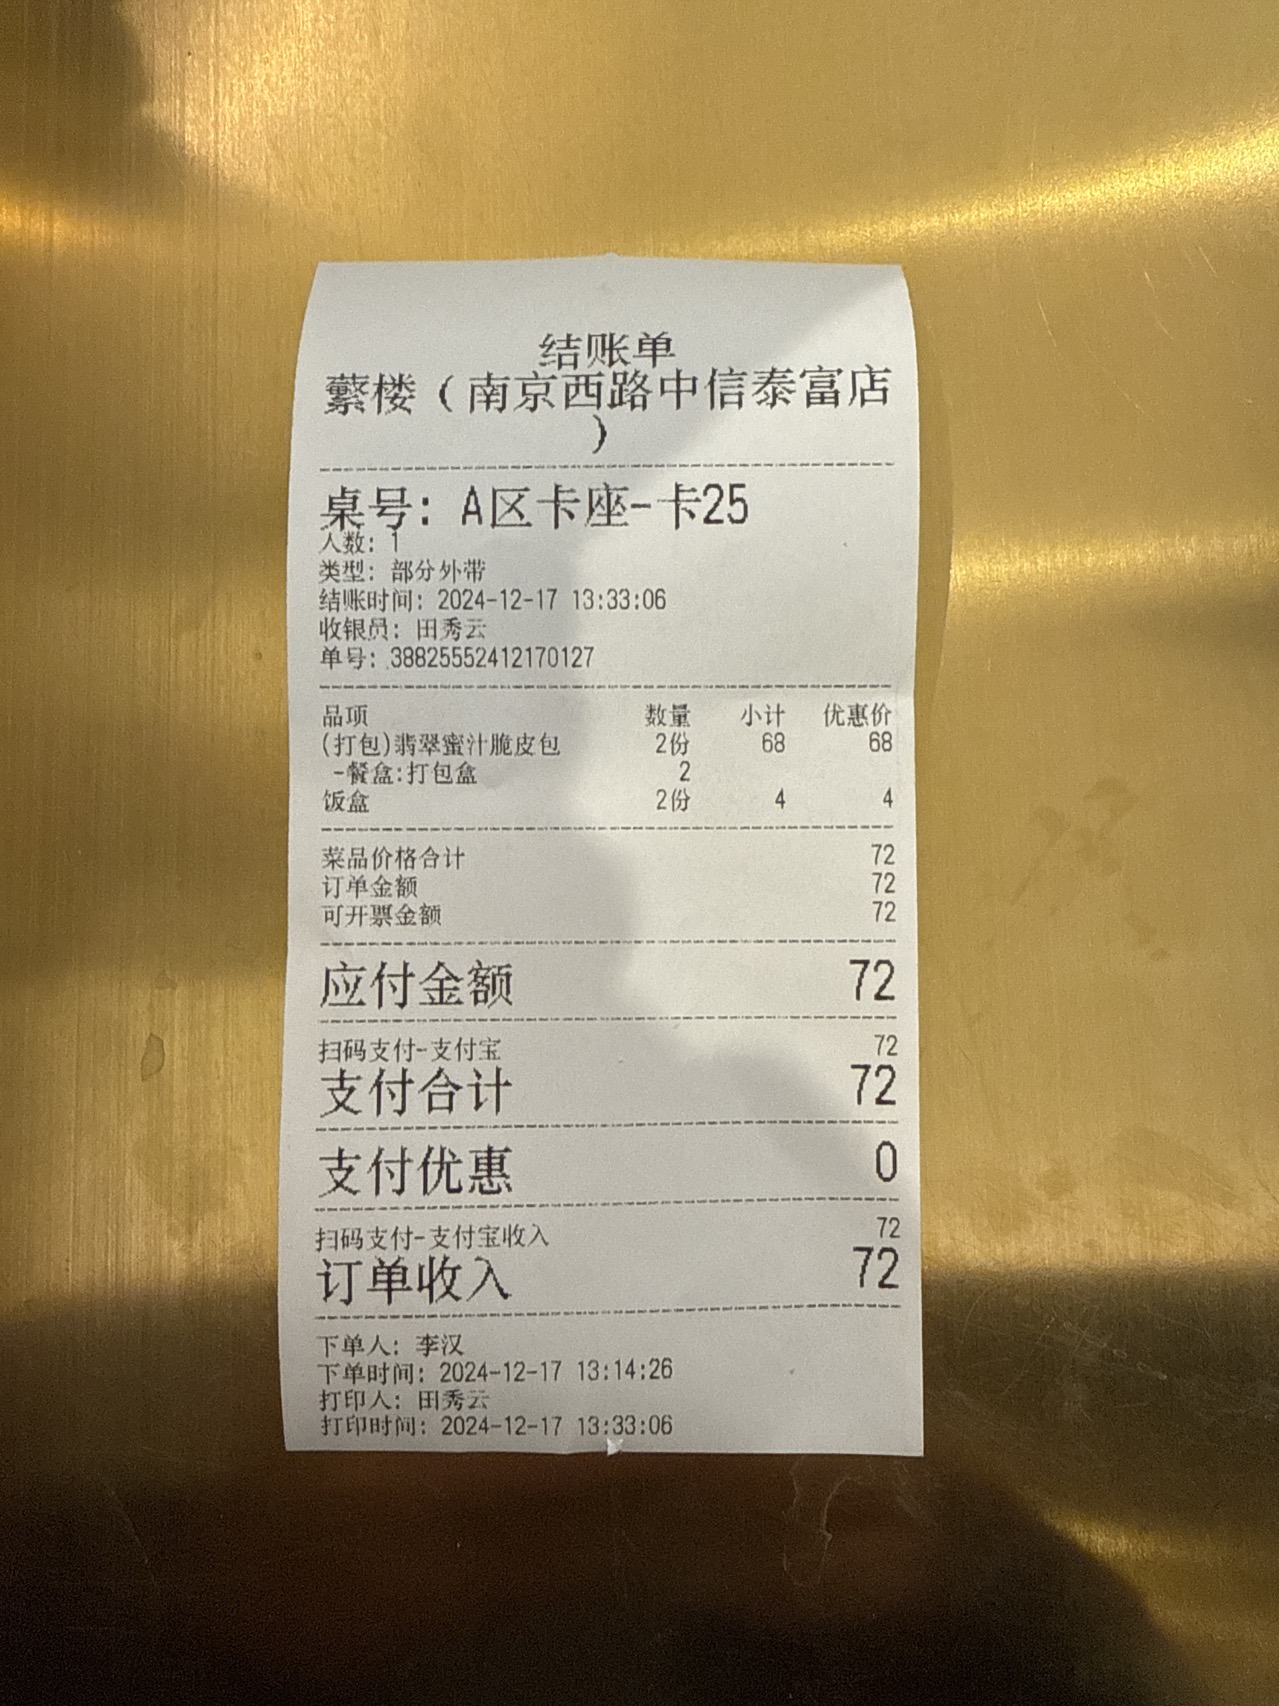 结账单
蘩楼（南京西路中信泰富店
）
桌号：A区卡座-卡25
人数：1
类型：部分外带
结账时间：2024-12-17 13:33:06
收银员：田秀云
单号：38825552412170127
品项 数量 小计 优惠价
(打包)翡翠蜜汁脆皮包 2份 68 68
-餐盒:打包盒 2
饭盒 2份 4 4
菜品价格合计 72
订单金额 72
可开票金额 72
应付金额 72
扫码支付-支付宝 72
支付合计 72
支付优惠 0
扫码支付-支付宝收入 72
订单收入 72
下单人：李汉
下单时间：2024-12-17 13:14:26
打印人：田秀云
打印时间：2024-12-17 13:33:06